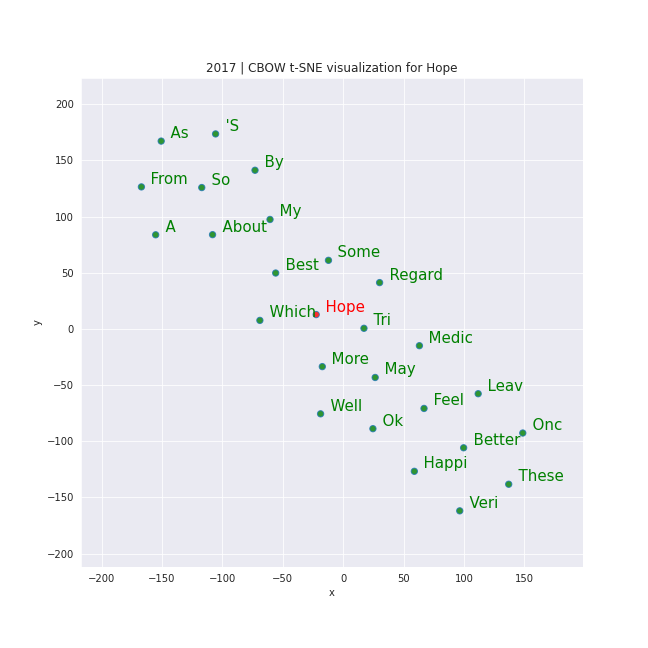 2017 | CBOW t-SNE visualization for Hope
200
150
100
50
0
−50
−100
−150
−200
y
As
'S
By
From
So
My
A
About
Some
Best
Regard
Which
Hope
Tri
Medic
More
May
Leav
Feel
Well
Ok
Onc
Better
Happi
These
Veri
−200
−150
−100
−50
0
50
100
150
x